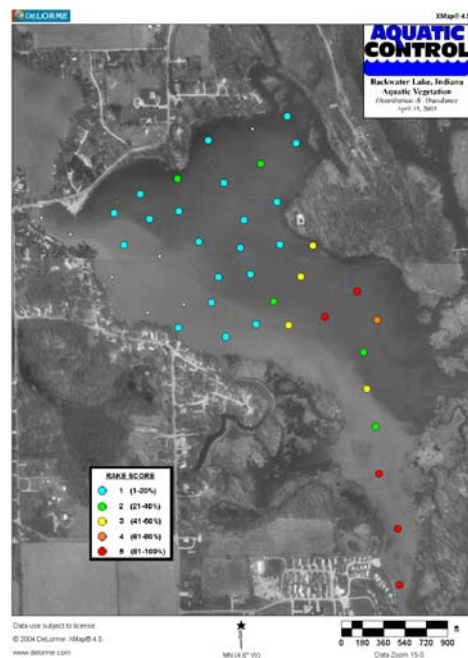 DELORME
XMap® 4.5
AQUATIC
CONTROL
Backwater Lake, Indiana
Aquatic Vegetation
Distribution & Abundance
April 15, 2005
RAKE SCORE
1 (1-20%)
2 (21-40%)
3 (41-60%)
4 (61-80%)
5 (81-100%)
Data use subject to license.
© 2004 DeLorme. XMap® 4.5
www.delorme.com
MN (4.6° W)
ft
0 180 360 540 720 900
Data Zoom 15.0